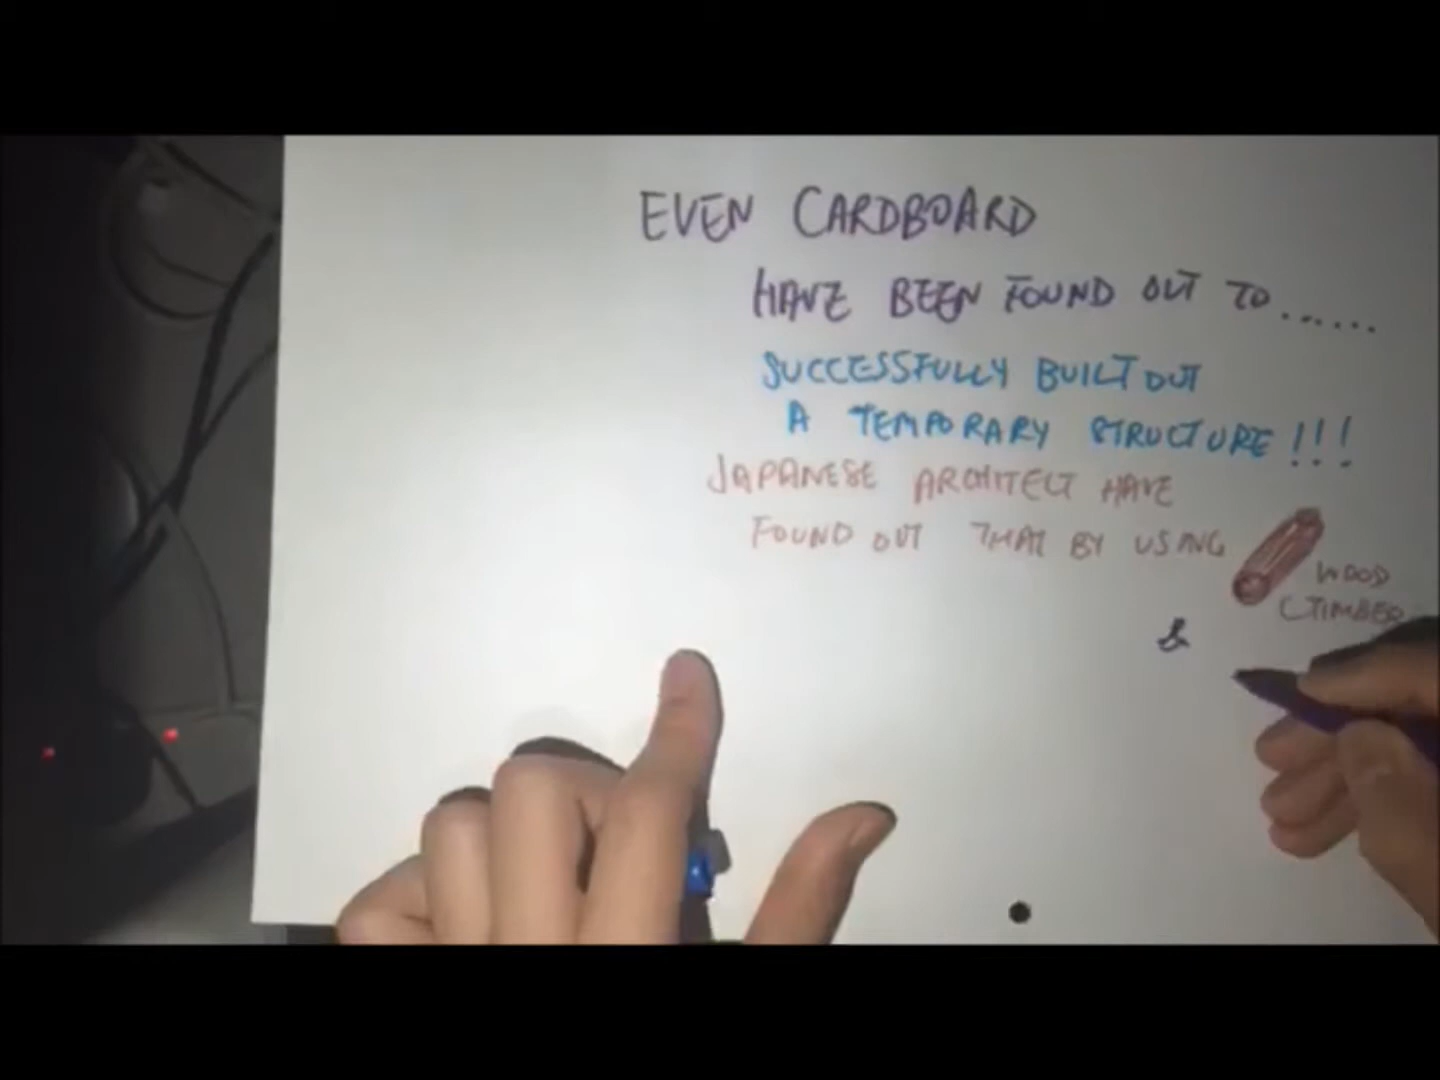 EVEN CARDBOARD
HAVE BEEN FOUND OUT TO......
SUCCESSFULLY BUILT OUT
A TEMPORARY STRUCTURE!!!
JAPANESE ARCHITECT HAVE
FOUND OUT THAT BY USING
WOOD
(TIMBER
&